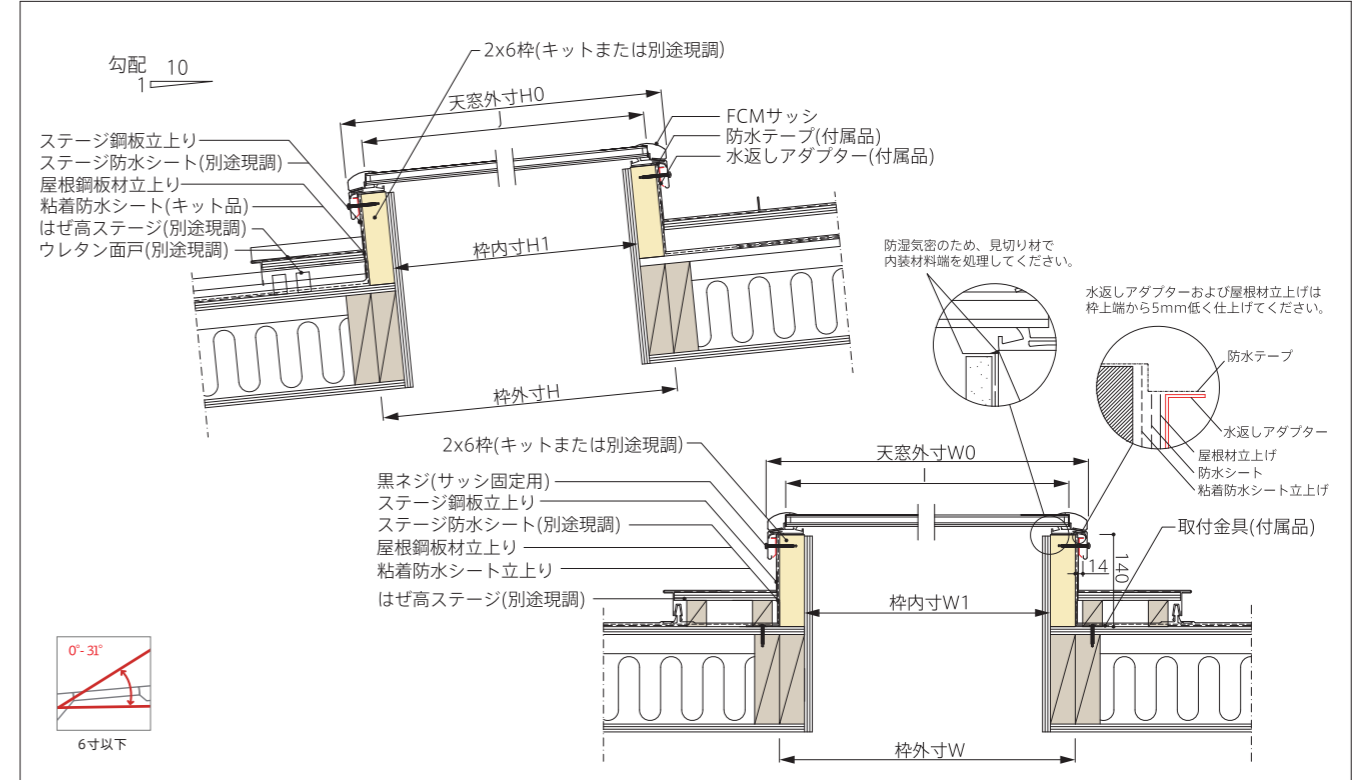 勾配 10
1
2x6枠(キットまたは別途現調)
天窓外寸H0
J
FCMサッシ
防水テープ(付属品)
水返しアダプター(付属品)
ステージ鋼板立上り
ステージ防水シート(別途現調)
屋根鋼板材立上り
粘着防水シート(キット品)
はぜ高ステージ(別途現調)
ウレタン面戸(別途現調)
枠内寸H1
枠外寸H
防湿気密のため、見切り材で
内装材料端を処理してください。
水返しアダプターおよび屋根材立上げは
枠上端から5mm低く仕上げてください。
防水テープ
水返しアダプター
屋根材立上げ
防水シート
粘着防水シート立上げ
2x6枠(キットまたは別途現調)
黒ネジ(サッシ固定用)
ステージ鋼板立上り
ステージ防水シート(別途現調)
屋根鋼板材立上り
粘着防水シート立上り
はぜ高ステージ(別途現調)
天窓外寸W0
I
取付金具(付属品)
14
140
枠内寸W1
枠外寸W
0°- 31°
6寸以下